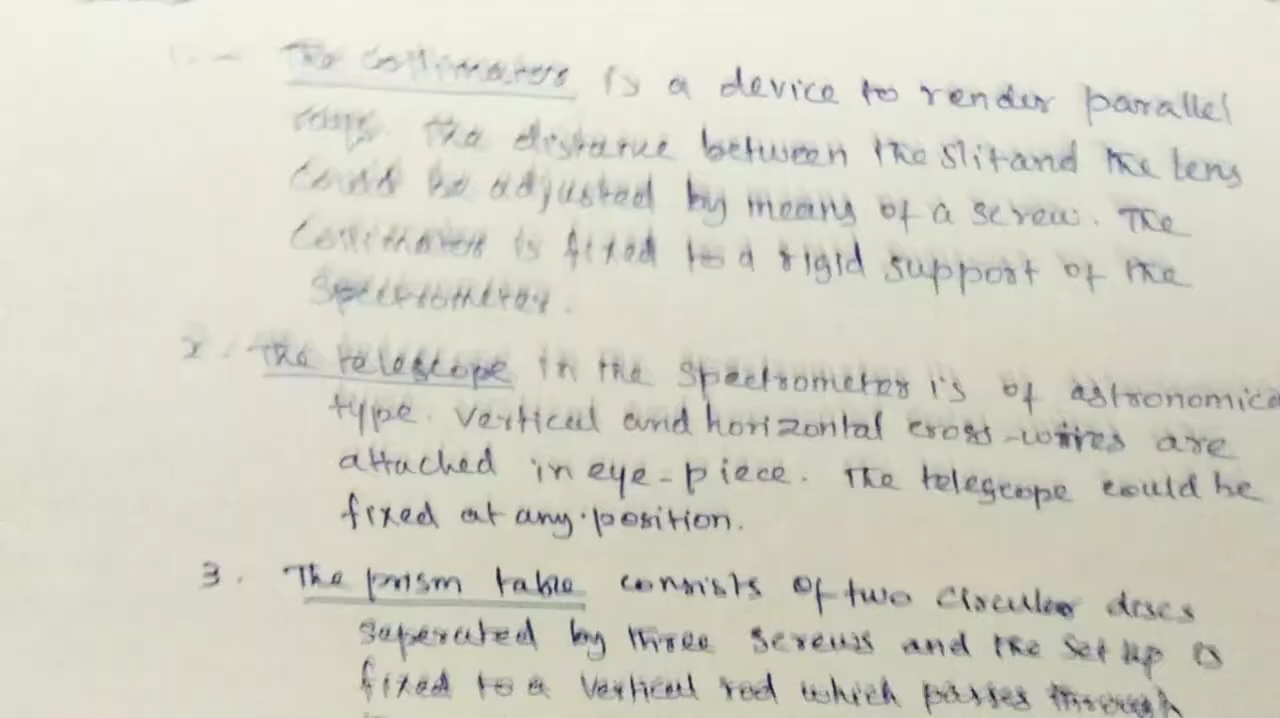 1. The collimator is a device to render parallel
rays. The distance between the slit and the lens
could be adjusted by means of a screw. The
collimator is fixed to a rigid support of the
spectrometer.
2. The telescope in the spectrometer is of astronomica
type. Vertical and horizontal cross-wires are
attached in eye-piece. The telescope could be
fixed at any position.
3. The prism table consists of two circular discs
seperated by three screws and the set up is
fixed to a vertical rod which passes through